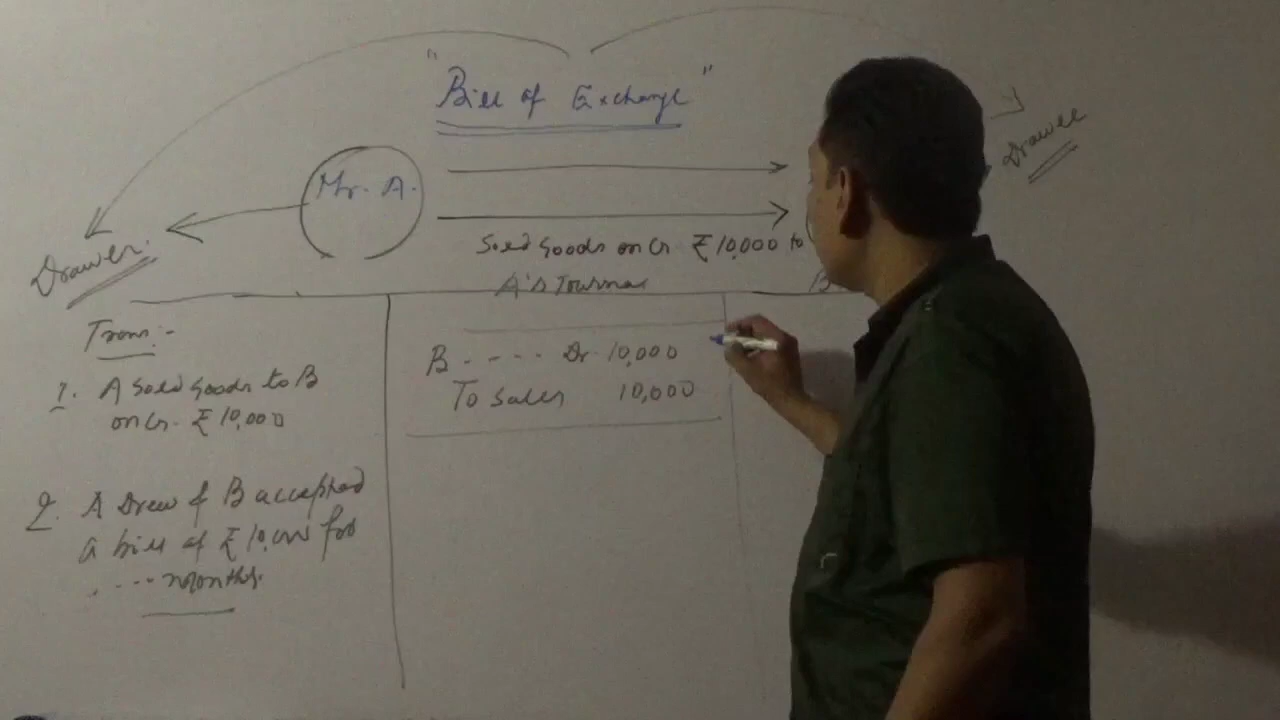 "Bill of Exchange"
Drawee
Mr. A.
Drawer
Sold Goods on Cr ₹ 10,000 to
A's Journal
B
Trans:-
1. A Sold Goods to B
on Cr. ₹ 10,000
B - - - - Dr. 10,000
To Sales 10,000
2. A Drew & B accepted
a bill of ₹ 10,000 for
. ---- months.